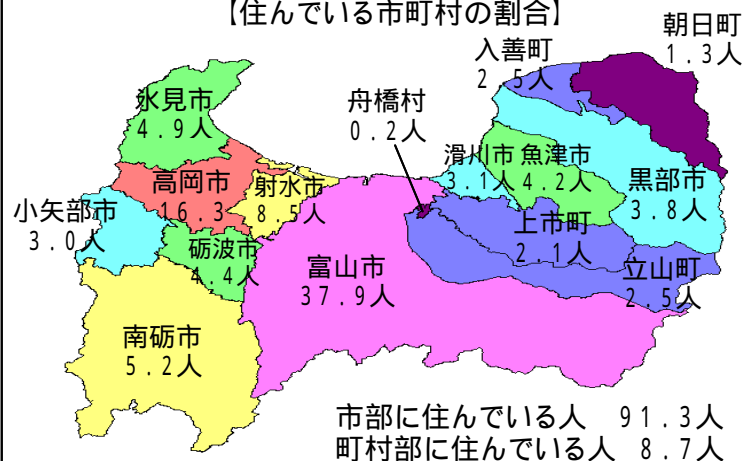 【住んでいる市町村の割合】
朝日町
1.3人
入善町
2.5人
氷見市
4.9人
舟橋村
0.2人
滑川市
3.1人
魚津市
4.2人
黒部市
3.8人
高岡市
16.3
射水市
8.5人
小矢部市
3.0人
砺波市
4.4人
上市町
2.1人
富山市
37.9人
立山町
2.5人
南砺市
5.2人
市部に住んでいる人 91.3人
町村部に住んでいる人 8.7人